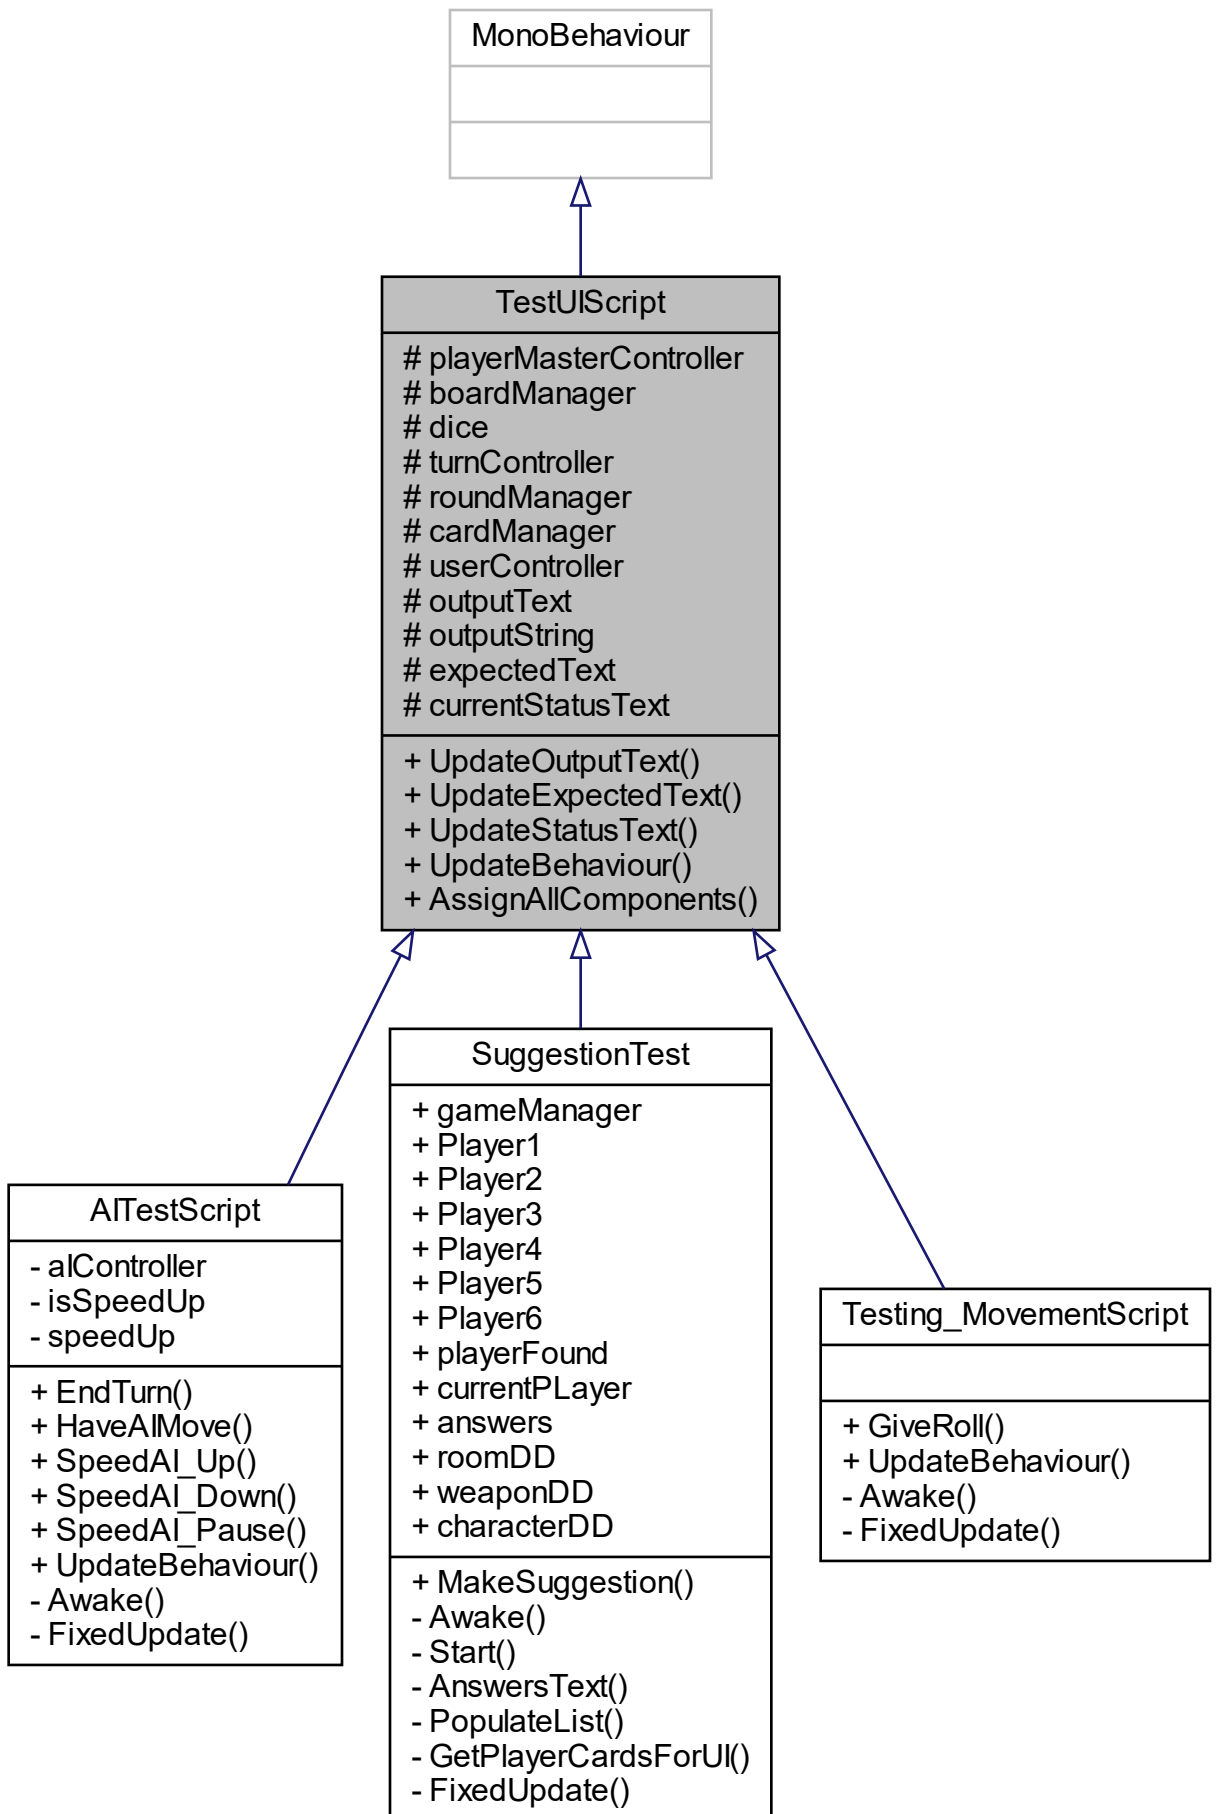 MonoBehaviour
TestUIScript
# playerMasterController
# boardManager
# dice
# turnController
# roundManager
# cardManager
# userController
# outputText
# outputString
# expectedText
# currentStatusText
+ UpdateOutputText()
+ UpdateExpectedText()
+ UpdateStatusText()
+ UpdateBehaviour()
+ AssignAllComponents()
AITestScript
- aIController
- isSpeedUp
- speedUp
+ EndTurn()
+ HaveAIMove()
+ SpeedAI_Up()
+ SpeedAI_Down()
+ SpeedAI_Pause()
+ UpdateBehaviour()
- Awake()
- FixedUpdate()
SuggestionTest
+ gameManager
+ Player1
+ Player2
+ Player3
+ Player4
+ Player5
+ Player6
+ playerFound
+ currentPLayer
+ answers
+ roomDD
+ weaponDD
+ characterDD
+ MakeSuggestion()
- Awake()
- Start()
- AnswersText()
- PopulateList()
- GetPlayerCardsForUI()
- FixedUpdate()
Testing_MovementScript
+ GiveRoll()
+ UpdateBehaviour()
- Awake()
- FixedUpdate()